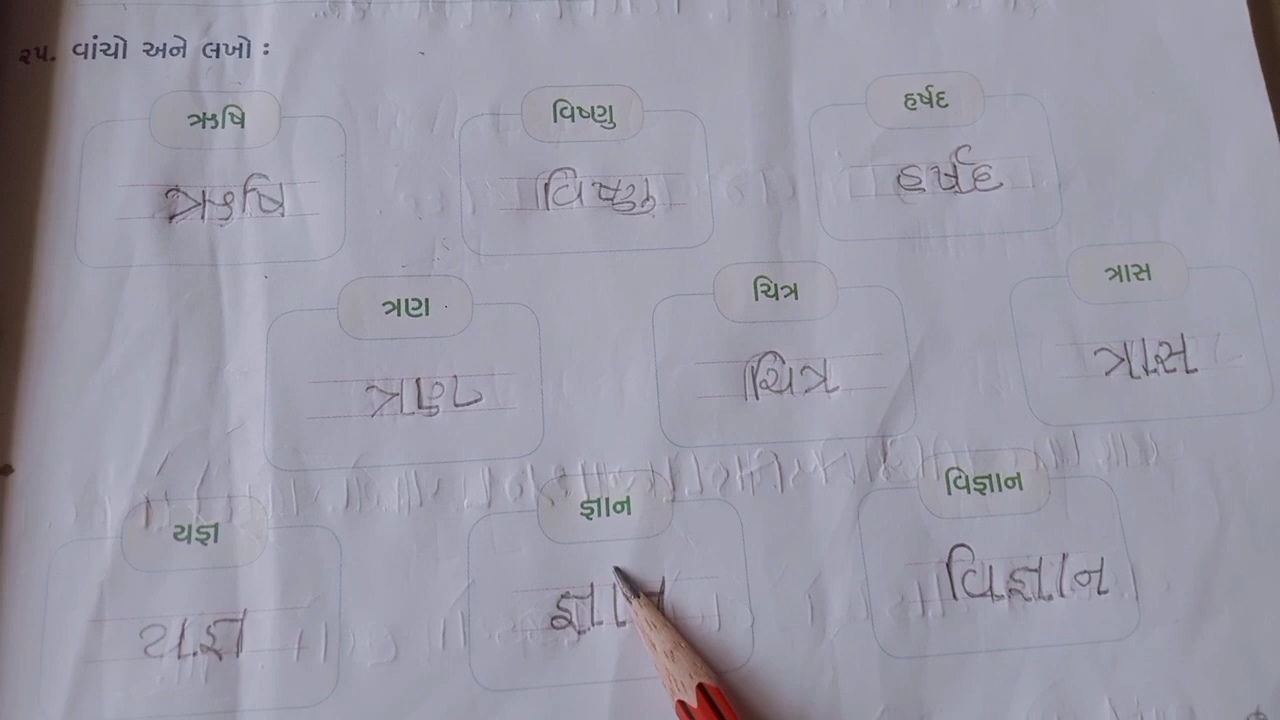 ૨૫. વાંચો અને લખો :
ઋષિ વિષ્ણુ હર્ષદ
ઋષિ વિષ્ણુ હર્ષદ
ત્રણ ચિત્ર ત્રાસ
ત્રણ ચિત્ર ત્રાસ
યજ્ઞ જ્ઞાન વિજ્ઞાન
યજ્ઞ જ્ઞાન વિજ્ઞાન